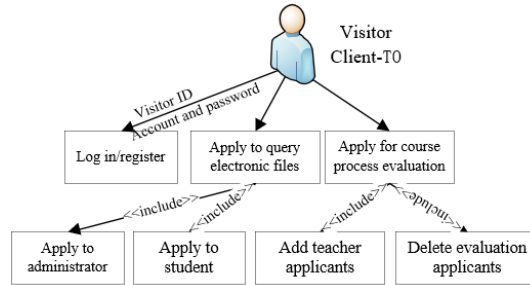 Visitor
Client-T0
Visitor ID
Account and password
Log in/register
Apply to query
electronic files
Apply for course
process evaluation
<<include>
<<include>
<<include>
<<include>
Apply to
administrator
Apply to
student
Add teacher
applicants
Delete evaluation
applicants